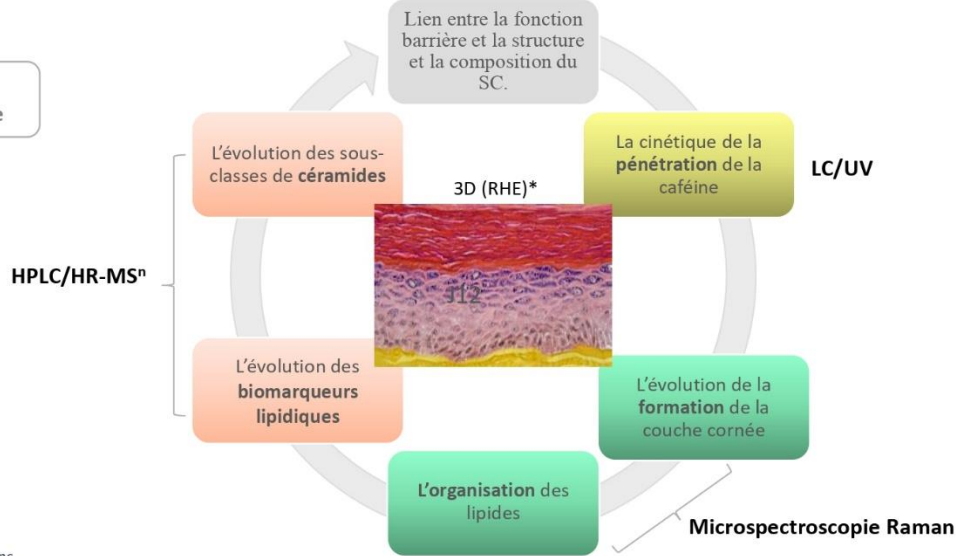 Lien entre la fonction
barrière et la structure
et la composition du
SC.
La cinétique de la
pénétration de la
caféine
LC/UV
L'évolution des sous-
classes de céramides
3D (RHE)*
J12
HPLC/HR-MSⁿ
L'évolution des
biomarqueurs
lipidiques
L'évolution de la
formation de la
couche cornée
L'organisation des
lipides
Microspectroscopie Raman